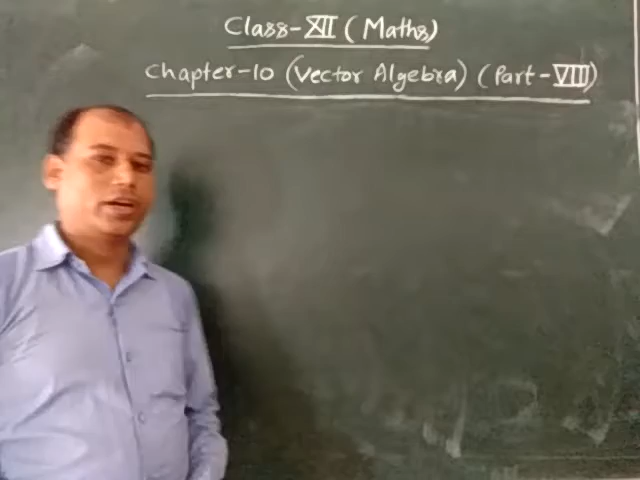 Class-XII (Maths)
Chapter-10 (Vector Algebra) (Part-VIII)